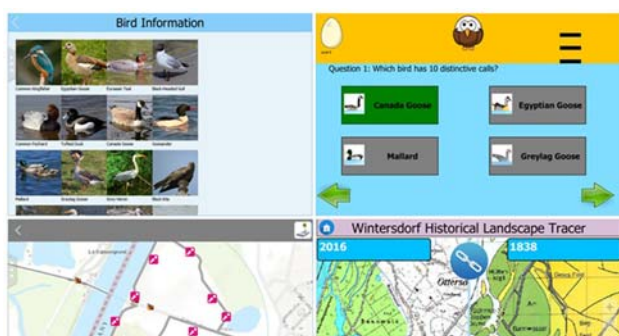 Bird Information
Common Kingfisher
Egyptian Goose
Eurasian Teal
Black-Headed Gull
Common Pochard
Tufted Duck
Canada Goose
Goosander
Mallard
Greylag Goose
Grey Heron
Black Kite
Question 1: Which bird has 10 distinctive calls?
Canada Goose
Egyptian Goose
Mallard
Greylag Goose
Wintersdorf Historical Landscape Tracer
2016
1838
Ottersd